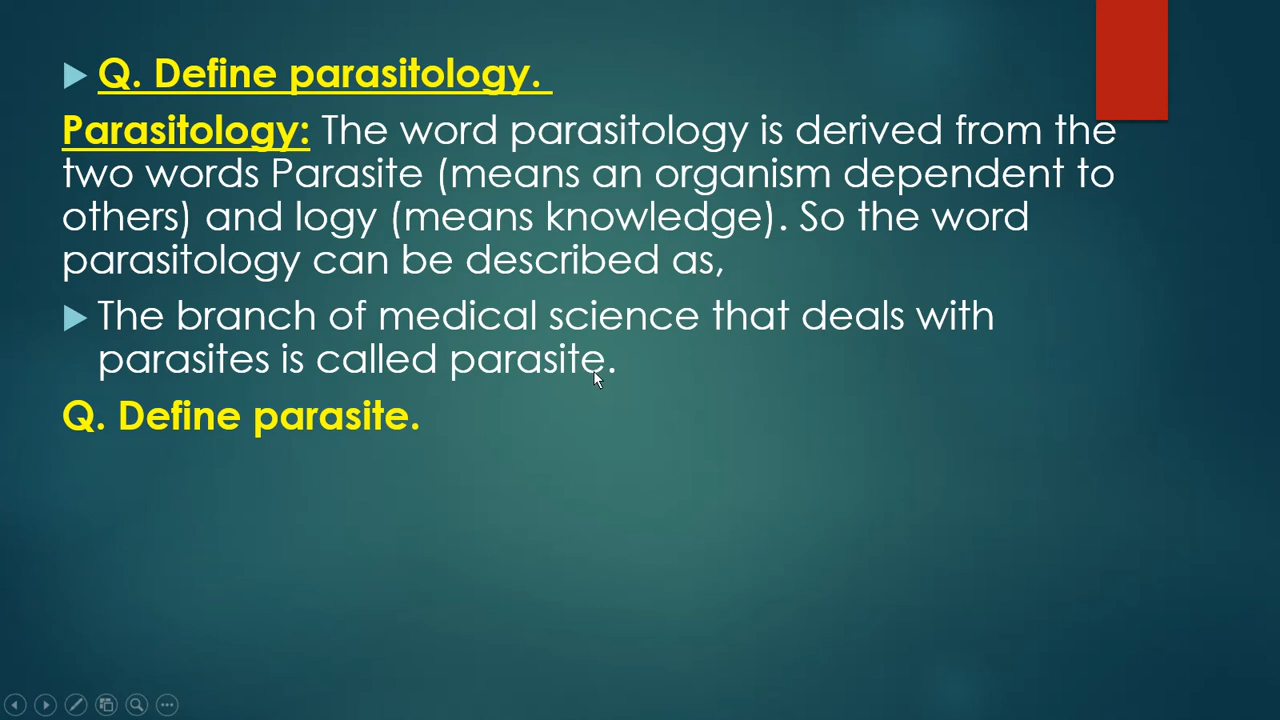 Q. Define parasitology.
Parasitology: The word parasitology is derived from the
two words Parasite (means an organism dependent to
others) and logy (means knowledge). So the word
parasitology can be described as,
The branch of medical science that deals with
parasites is called parasite.
Q. Define parasite.